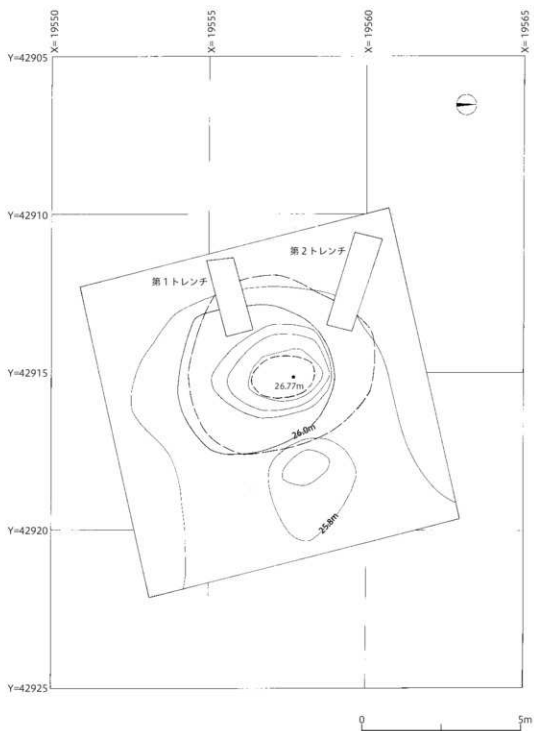 X= 19550
X= 19555
X= 19560
X= 19565
Y=42905
Y=42910
Y=42915
Y=42920
Y=42925
第1トレンチ
第2トレンチ
26.77m
26.0m
25.8m
0
5m